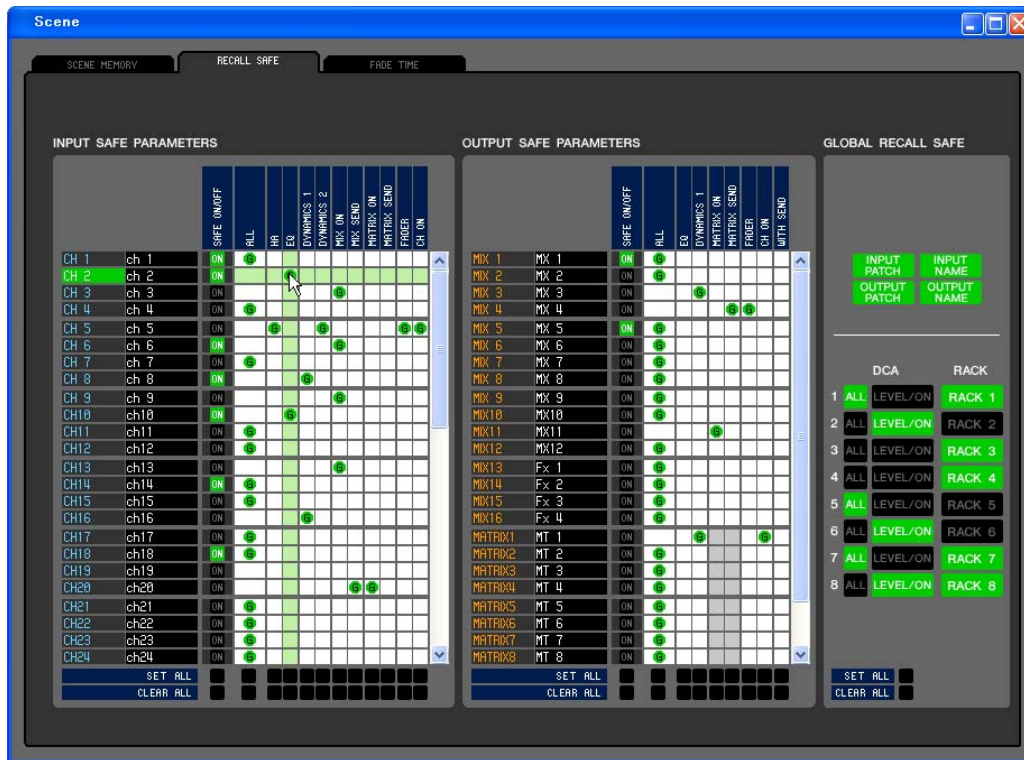 Scene
SCENE MEMORY RECALL SAFE FADE TIME
INPUT SAFE PARAMETERS OUTPUT SAFE PARAMETERS GLOBAL RECALL SAFE
SAFE ON/OFF ALL HA EQ DYNAMICS 1 DYNAMICS 2 MIX ON MIX SEND MATRIX ON MATRIX SEND FADER CH ON
CH 1 ch 1 ON G
CH 2 ch 2 ON G
CH 3 ch 3 ON G
CH 4 ch 4 ON G
CH 5 ch 5 ON G G G G
CH 6 ch 6 ON G
CH 7 ch 7 ON G
CH 8 ch 8 ON G
CH 9 ch 9 ON G
CH10 ch10 ON G
CH11 ch11 ON G
CH12 ch12 ON G
CH13 ch13 ON G
CH14 ch14 ON G
CH15 ch15 ON G
CH16 ch16 ON G
CH17 ch17 ON G
CH18 ch18 ON G
CH19 ch19 ON
CH20 ch20 ON G G
CH21 ch21 ON G
CH22 ch22 ON G
CH23 ch23 ON G
CH24 ch24 ON G
SET ALL
CLEAR ALL
SAFE ON/OFF ALL EQ DYNAMICS 1 MATRIX ON MATRIX SEND FADER CH ON WITH SEND
MIX 1 MX 1 ON G
MIX 2 MX 2 ON G
MIX 3 MX 3 ON G
MIX 4 MX 4 ON G G
MIX 5 MX 5 ON G
MIX 6 MX 6 ON G
MIX 7 MX 7 ON G
MIX 8 MX 8 ON G
MIX 9 MX 9 ON G
MIX10 MX10 ON G
MIX11 MX11 ON G
MIX12 MX12 ON G
MIX13 Fx 1 ON G
MIX14 Fx 2 ON G
MIX15 Fx 3 ON G
MIX16 Fx 4 ON G
MATRIX1 MT 1 ON G G
MATRIX2 MT 2 ON G
MATRIX3 MT 3 ON G
MATRIX4 MT 4 ON G
MATRIX5 MT 5 ON G
MATRIX6 MT 6 ON G
MATRIX7 MT 7 ON G
MATRIX8 MT 8 ON G
SET ALL
CLEAR ALL
INPUT PATCH INPUT NAME
OUTPUT PATCH OUTPUT NAME
DCA RACK
1 ALL LEVEL/ON RACK 1
2 ALL LEVEL/ON RACK 2
3 ALL LEVEL/ON RACK 3
4 ALL LEVEL/ON RACK 4
5 ALL LEVEL/ON RACK 5
6 ALL LEVEL/ON RACK 6
7 ALL LEVEL/ON RACK 7
8 ALL LEVEL/ON RACK 8
SET ALL
CLEAR ALL